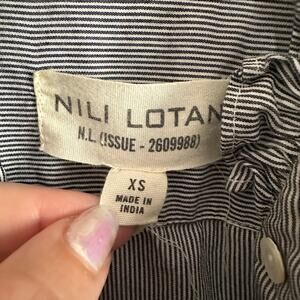 NILI LOTAN
N.L. (ISSUE - 2609988)
XS
MADE IN
INDIA